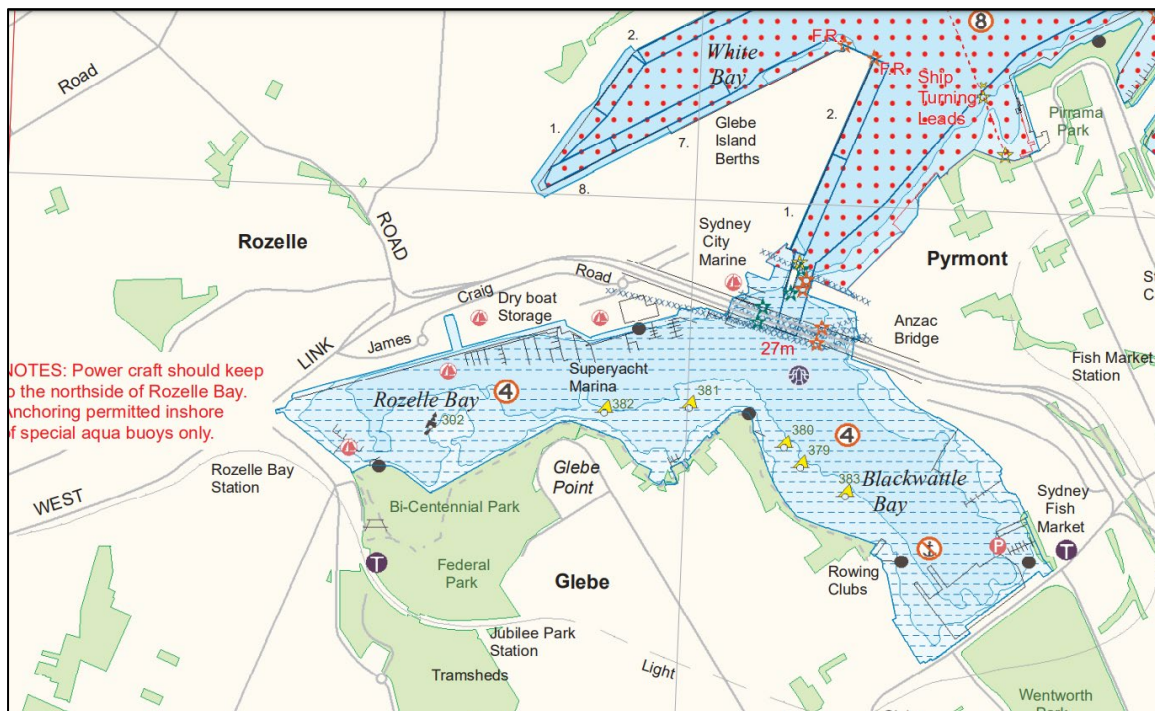 8
F.R.
2.
White
Bay
F.R.
Ship
Turning
Leads
Road
Pirrama
Park
Glebe
Island
Berths
2.
1.
7.
8.
1.
ROAD
Rozelle
Sydney
City
Marine
Pyrmont
Road
Craig
Dry boat
Storage
James
LINK
Anzac
Bridge
27m
Fish Market
Station
NOTES: Power craft should keep
to the northside of Rozelle Bay.
Anchoring permitted inshore
of special aqua buoys only.
Superyacht
Marina
4
Rozelle Bay
302
382
381
380
379
4
383
Blackwattle
Bay
Rozelle Bay
Station
WEST
Glebe
Point
Bi-Centennial Park
Sydney
Fish
Market
P
T
T
Federal
Park
Glebe
Rowing
Clubs
Jubilee Park
Station
Tramsheds
Light
Wentworth